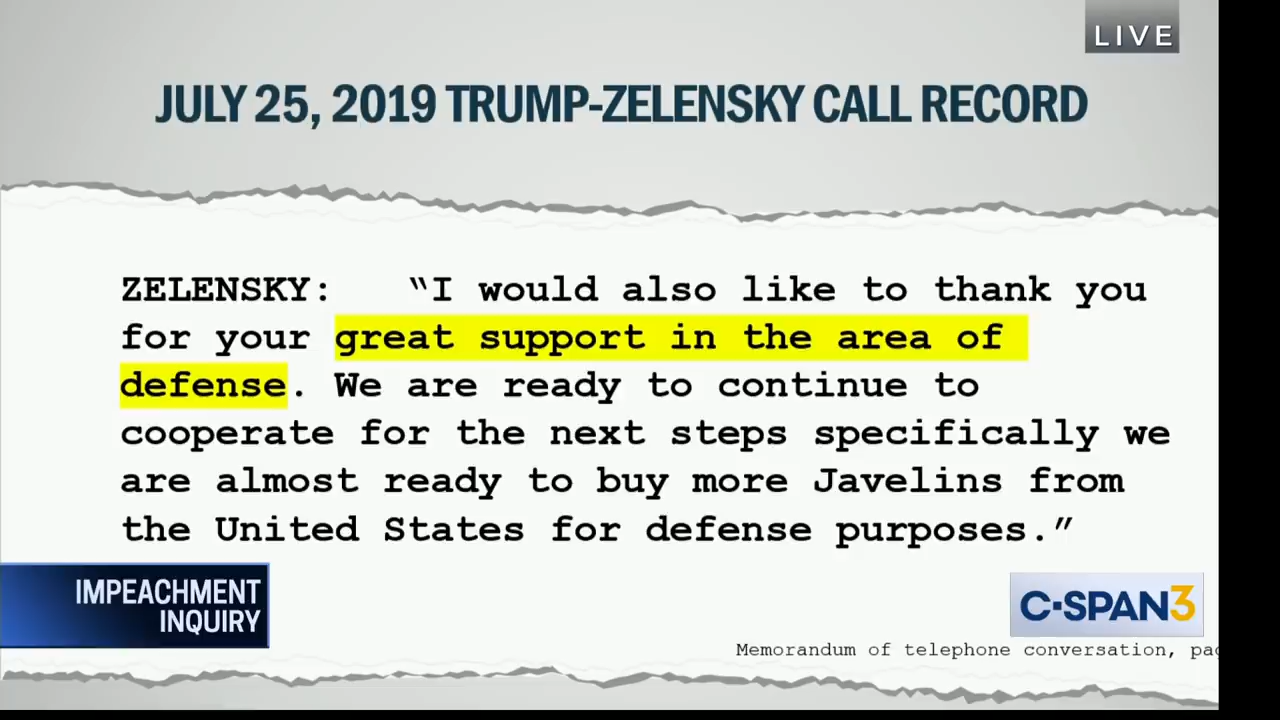 LIVE
JULY 25, 2019 TRUMP-ZELENSKY CALL RECORD
ZELENSKY: “I would also like to thank you
for your great support in the area of
defense. We are ready to continue to
cooperate for the next steps specifically we
are almost ready to buy more Javelins from
the United States for defense purposes.”
IMPEACHMENT
INQUIRY
C-SPAN3
Memorandum of telephone conversation,